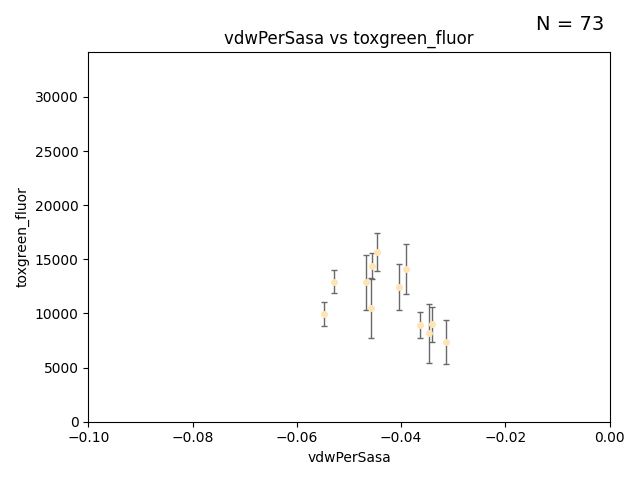 N = 73
vdwPerSasa vs toxgreen_fluor
30000
25000
20000
15000
10000
5000
0
toxgreen_fluor
−0.10 −0.08 −0.06 −0.04 −0.02 0.00
vdwPerSasa